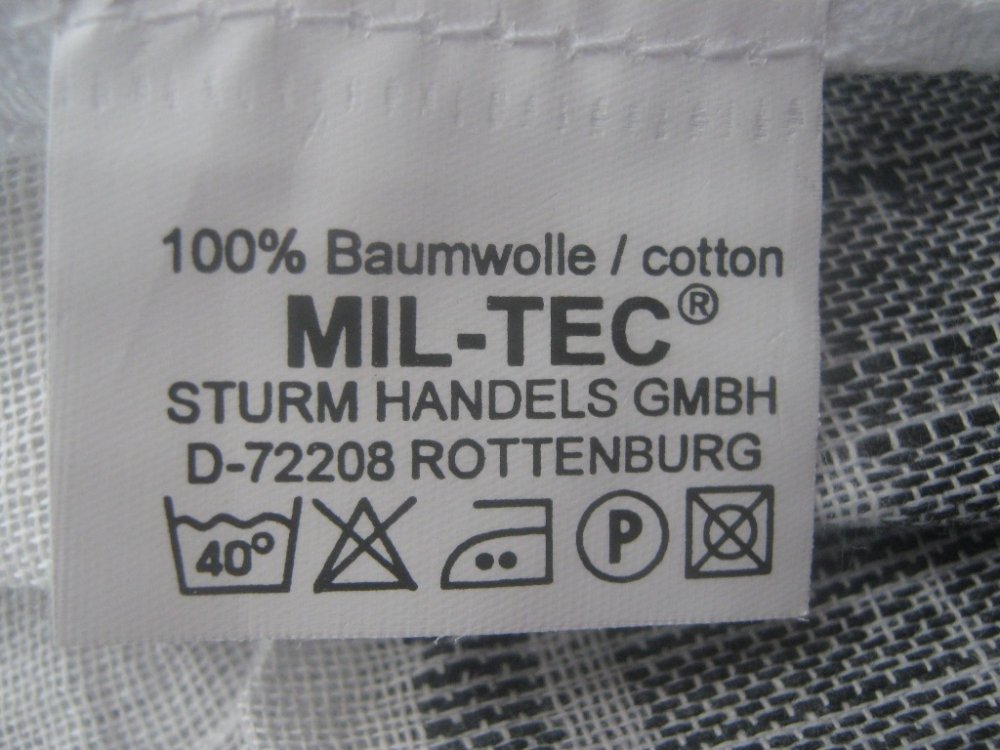 100% Baumwolle / cotton
MIL-TEC®
STURM HANDELS GMBH
D-72208 ROTTENBURG
40° P